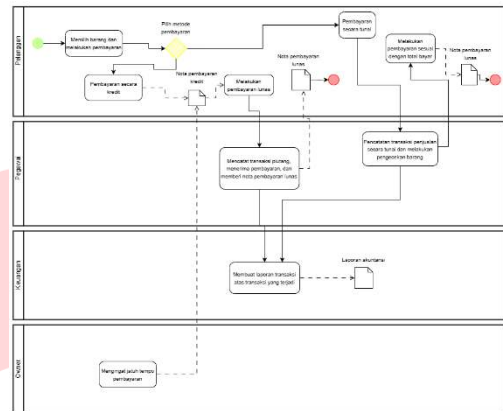 Pelanggan
Memilih barang dan
melakukan pembayaran
Pilih metode
pembayaran
Pembayaran
secara tunai
Melakukan
pembayaran sesuai
dengan total bayar
Nota pembayaran
lunas
Pembayaran secara
kredit
Nota pembayaran
kredit
Melakukan
pembayaran lunas
Nota pembayaran
lunas
Pegawai
Mencatat transaksi piutang,
menerima pembayaran, dan
memberi nota pembayaran lunas
Pencatatan transaksi penjualan
secara tunai dan melakukan
pengecekan barang
Keuangan
Membuat laporan transaksi
atas transaksi yang terjadi
Laporan akuntansi
Owner
Mengingat jatuh tempo
pembayaran